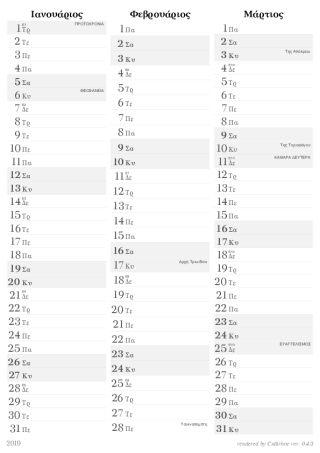 Ιανουάριος
1 Τρ ΠΡΩΤΟΧΡΟΝΙΑ
2 Τε
3 Πε
4 Πα
5 Σα
6 Κυ ΘΕΟΦΑΝΙΑ
7 Δε
8 Τρ
9 Τε
10 Πε
11 Πα
12 Σα
13 Κυ
14 Δε
15 Τρ
16 Τε
17 Πε
18 Πα
19 Σα
20 Κυ
21 Δε
22 Τρ
23 Τε
24 Πε
25 Πα
26 Σα
27 Κυ
28 Δε
29 Τρ
30 Τε
31 Πε
Φεβρουάριος
1 Πα
2 Σα
3 Κυ
4 Δε
5 Τρ
6 Τε
7 Πε
8 Πα
9 Σα
10 Κυ
11 Δε
12 Τρ
13 Τε
14 Πε
15 Πα
16 Σα
17 Κυ Αρχή Τριωδίου
18 Δε
19 Τρ
20 Τε
21 Πε
22 Πα
23 Σα
24 Κυ
25 Δε
26 Τρ
27 Τε
28 Πε Τσικνοπέμπτη
Μάρτιος
1 Πα
2 Σα
3 Κυ Της Απόκρεω
4 Δε
5 Τρ
6 Τε
7 Πε
8 Πα
9 Σα
10 Κυ Της Τυροφάγου
11 Δε ΚΑΘΑΡΑ ΔΕΥΤΕΡΑ
12 Τρ
13 Τε
14 Πε
15 Πα
16 Σα
17 Κυ
18 Δε
19 Τρ
20 Τε
21 Πε
22 Πα
23 Σα
24 Κυ
25 Δε ΕΥΑΓΓΕΛΙΣΜΟΣ
26 Τρ
27 Τε
28 Πε
29 Πα
30 Σα
31 Κυ
2019
rendered by Callirhoe ver. 0.4.3